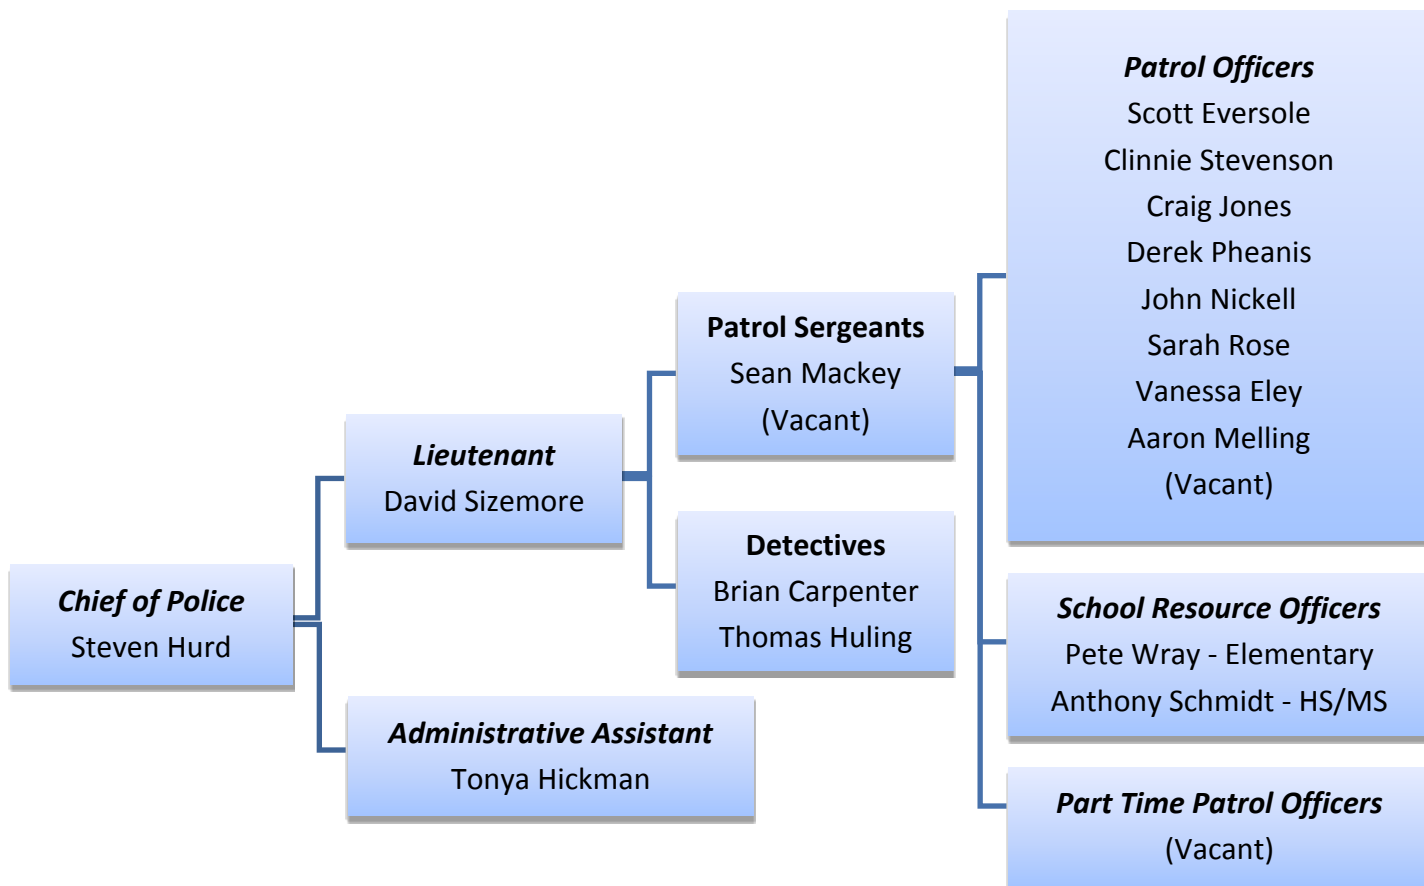 Chief of Police
Steven Hurd
Lieutenant
David Sizemore
Administrative Assistant
Tonya Hickman
Patrol Sergeants
Sean Mackey
(Vacant)
Detectives
Brian Carpenter
Thomas Huling
Patrol Officers
Scott Eversole
Clinnie Stevenson
Craig Jones
Derek Pheanis
John Nickell
Sarah Rose
Vanessa Eley
Aaron Melling
(Vacant)
School Resource Officers
Pete Wray - Elementary
Anthony Schmidt - HS/MS
Part Time Patrol Officers
(Vacant)